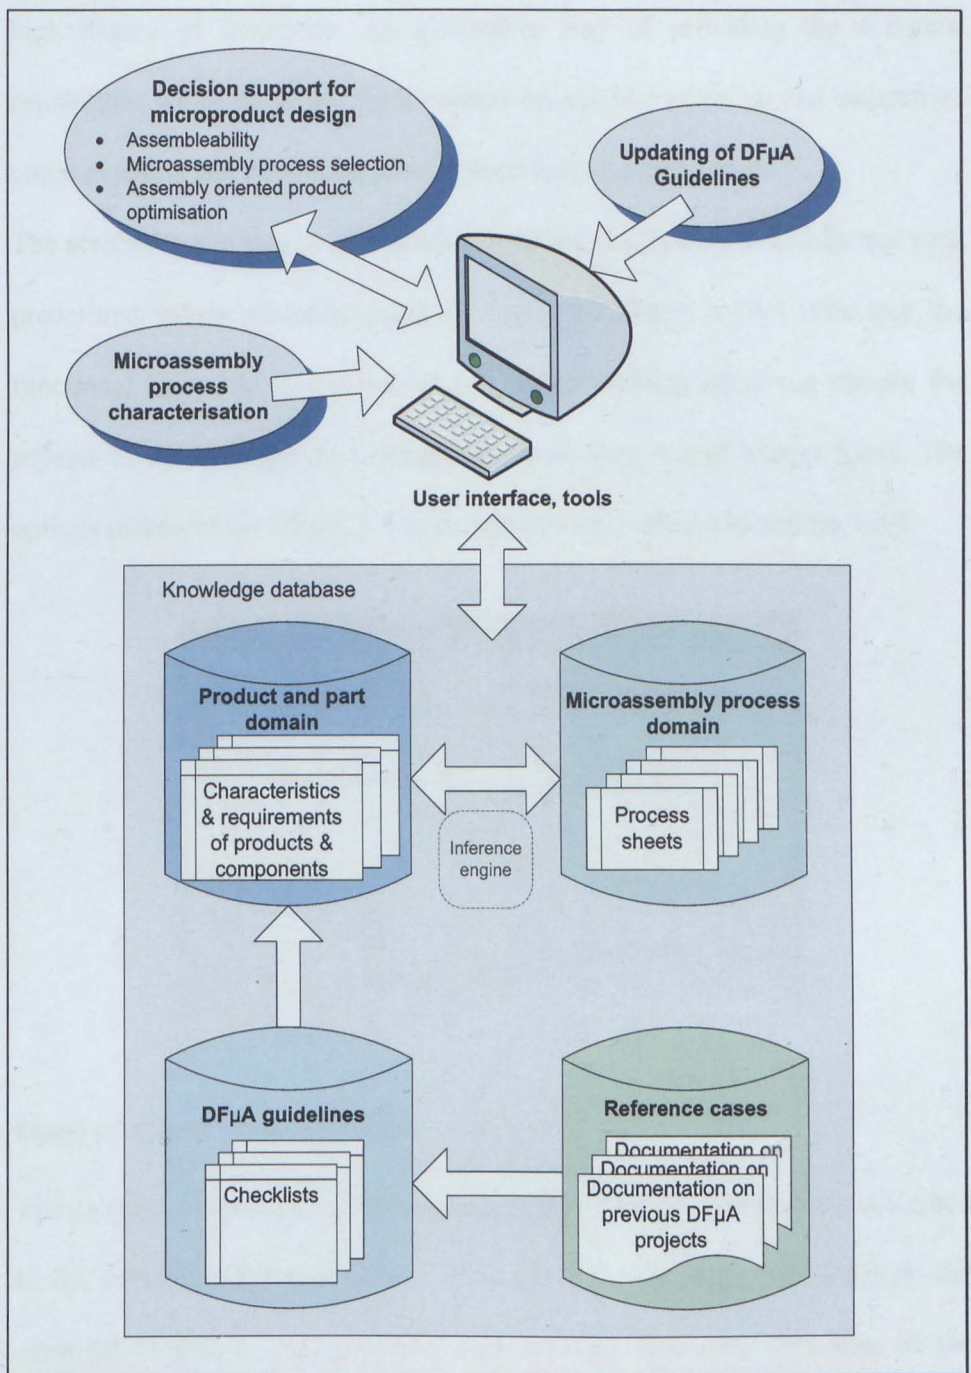 Decision support for
microproduct design
• Assembleability
• Microassembly process selection
• Assembly oriented product
optimisation
Updating of DFµA
Guidelines
Microassembly
process
characterisation
User interface, tools
Knowledge database
Product and part
domain
Characteristics
& requirements
of products &
components
Microassembly process
domain
Process
sheets
Inference
engine
DFµA guidelines
Checklists
Reference cases
Documentation on
Documentation on
Documentation on
previous DFµA
projects